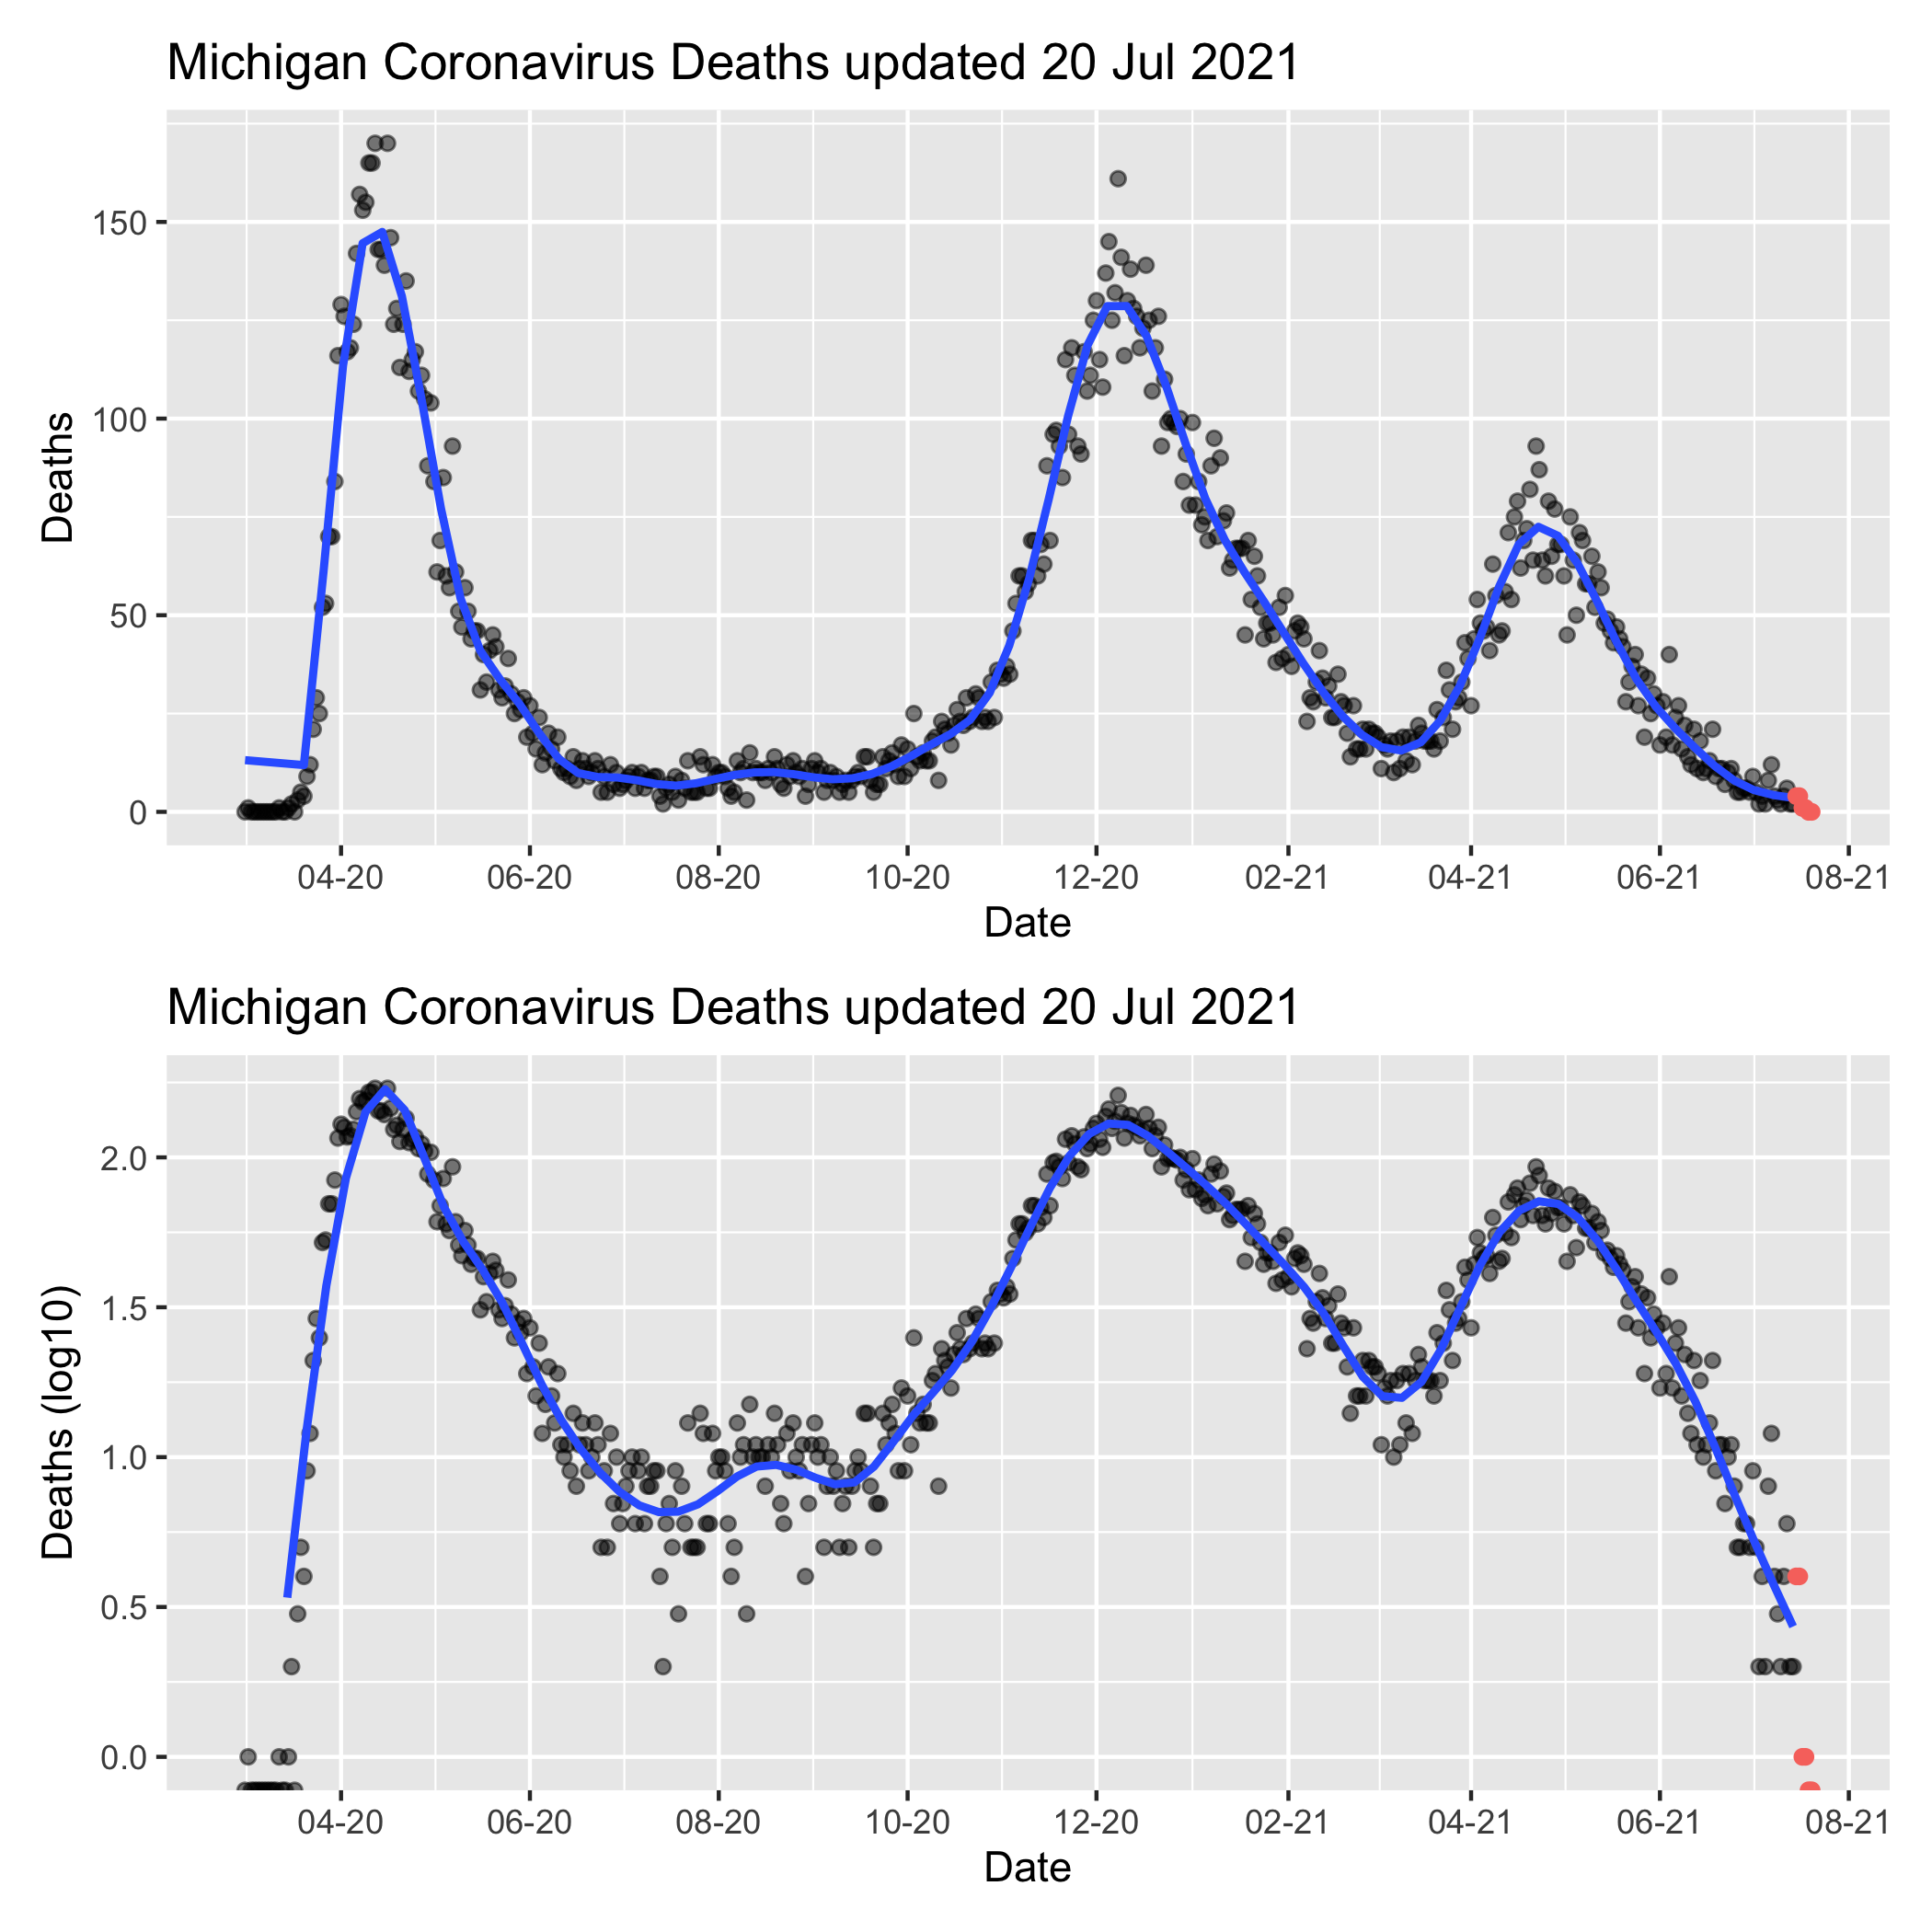 Michigan Coronavirus Deaths updated 20 Jul 2021
150
100
50
0
Deaths
04-20 06-20 08-20 10-20 12-20 02-21 04-21 06-21 08-21
Date
Michigan Coronavirus Deaths updated 20 Jul 2021
2.0
1.5
1.0
0.5
0.0
Deaths (log10)
04-20 06-20 08-20 10-20 12-20 02-21 04-21 06-21 08-21
Date